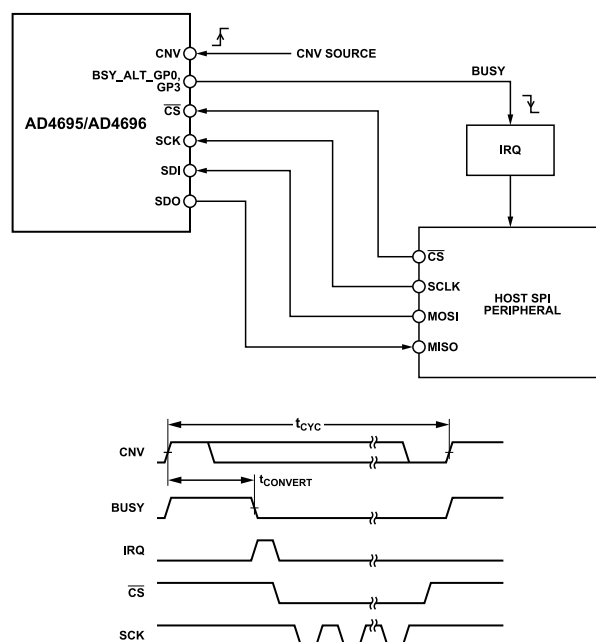 CNV
CNV SOURCE
BSY_ALT_GP0,
GP3
BUSY
CS
AD4695/AD4696
SCK
IRQ
SDI
SDO
CS
SCLK
HOST SPI
PERIPHERAL
MOSI
MISO
tCYC
CNV
tCONVERT
BUSY
IRQ
CS
SCK